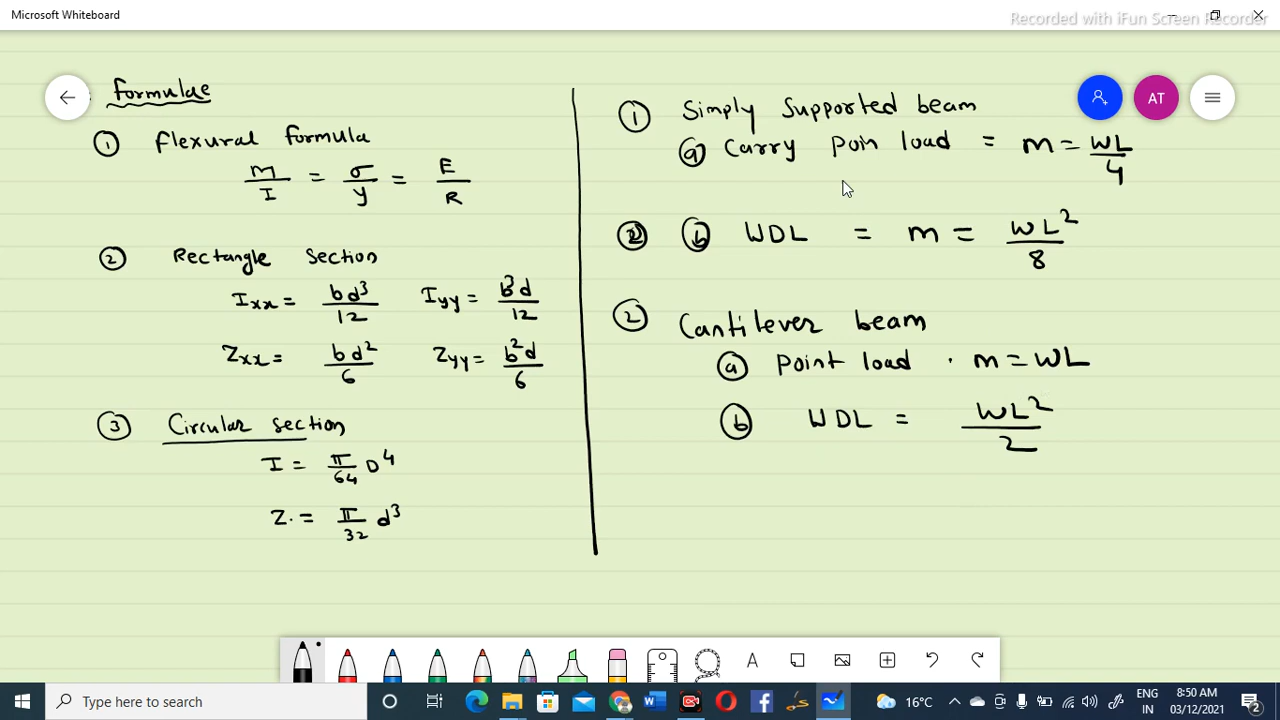 Microsoft Whiteboard
Recorded with iFun Screen Recorder
Formulae
① flexural formula
M/I = σ/y = E/R
② Rectangle section
Ixx = bd³/12 Iyy = b³d/12
Zxx = bd²/6 Zyy = b²d/6
③ Circular section
I = π/64 D⁴
Z. = π/32 d³
① Simply Supported beam
ⓐ Carry Poin load = m = WL/4
② ⓑ WDL = m = WL²/8
② Cantilever beam
ⓐ Point load · m = WL
ⓑ WDL = WL²/2
AT
A
Type here to search
16°C
ENG
IN
8:50 AM
03/12/2021
2